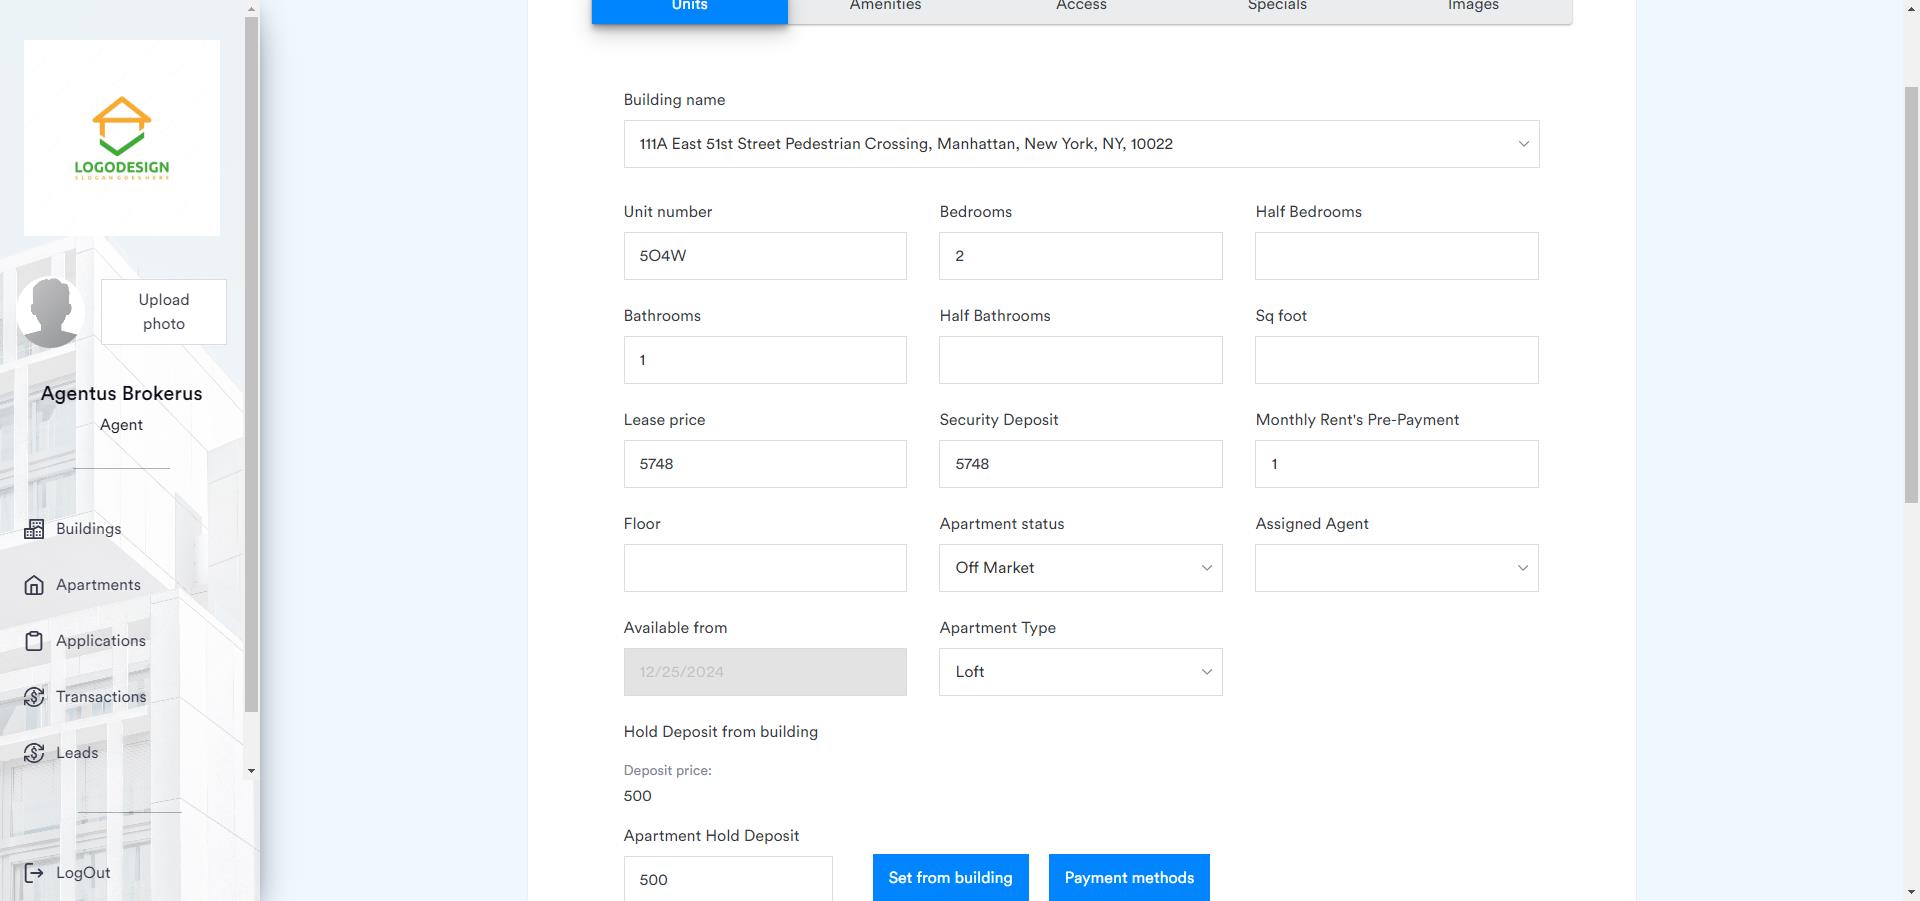 Units Amenities Access Specials Images
LOGODESIGN
SLOGAN GOES HERE
Upload
photo
Agentus Brokerus
Agent
Buildings
Apartments
Applications
Transactions
Leads
LogOut
Building name
111A East 51st Street Pedestrian Crossing, Manhattan, New York, NY, 10022
Unit number Bedrooms Half Bedrooms
5O4W 2
Bathrooms Half Bathrooms Sq foot
1
Lease price Security Deposit Monthly Rent's Pre-Payment
5748 5748 1
Floor Apartment status Assigned Agent
Off Market
Available from Apartment Type
12/25/2024 Loft
Hold Deposit from building
Deposit price:
500
Apartment Hold Deposit
500 Set from building Payment methods